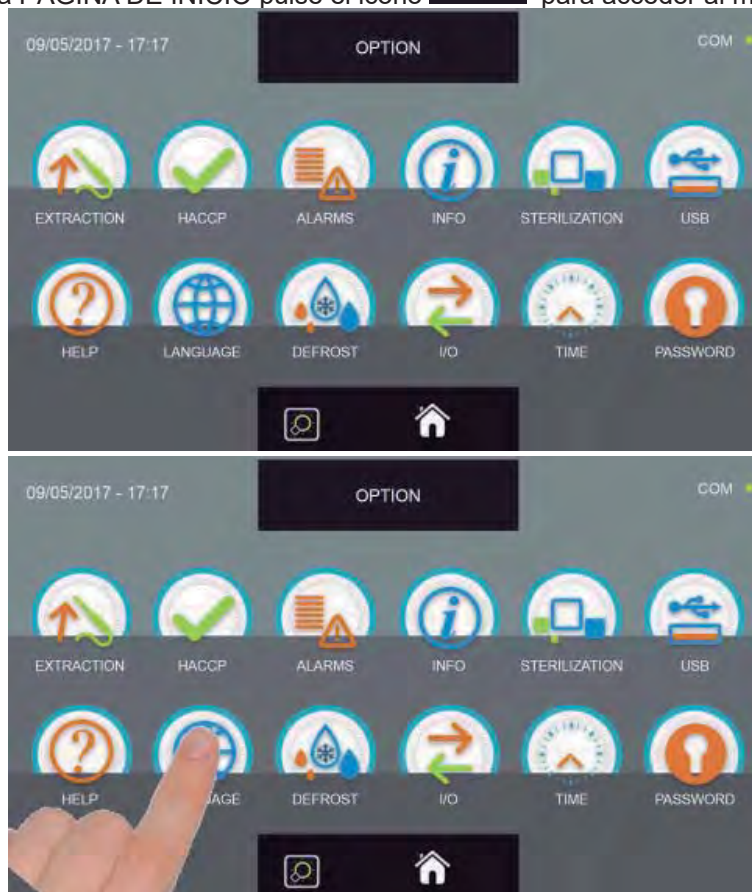 a PÁGINA DE INICIO pulse el icono para acceder al m
09/05/2017 - 17:17 OPTION COM
EXTRACTION HACCP ALARMS INFO STERILIZATION USB
HELP LANGUAGE DEFROST I/O TIME PASSWORD
09/05/2017 - 17:17 OPTION COM
EXTRACTION HACCP ALARMS INFO STERILIZATION USB
HELP UAGE DEFROST I/O TIME PASSWORD